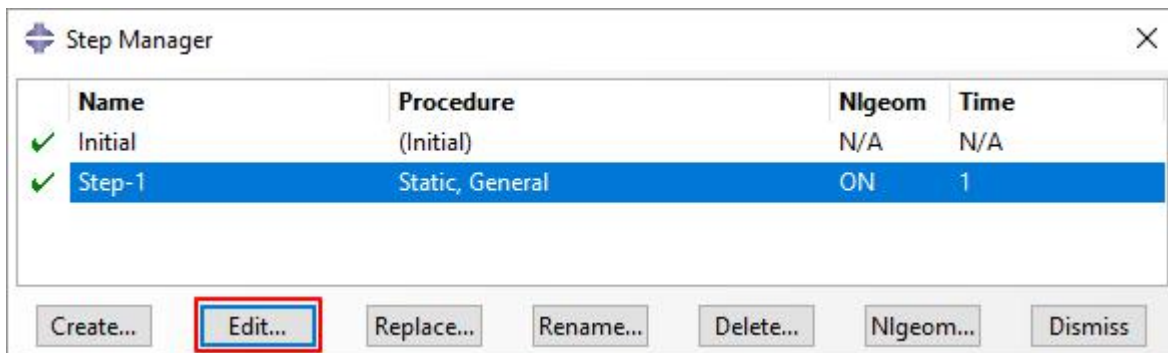 Step Manager
Name Procedure Nlgeom Time
Initial (Initial) N/A N/A
Step-1 Static, General ON 1
Create... Edit... Replace... Rename... Delete... Nlgeom... Dismiss